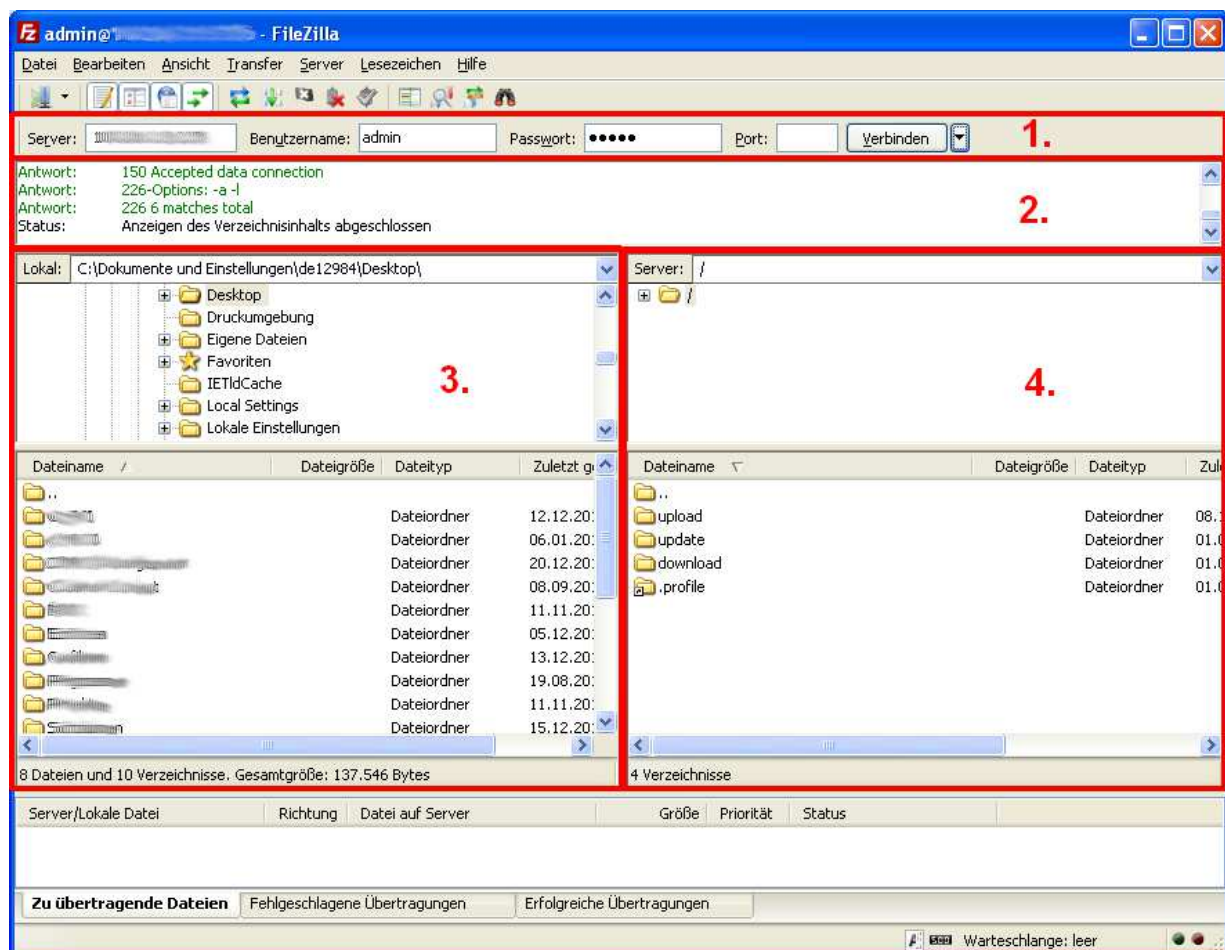 admin@ - FileZilla
Datei Bearbeiten Ansicht Transfer Server Lesezeichen Hilfe
Server: Benutzername: admin Passwort: ●●●●● Port: Verbinden 1.
Antwort: 150 Accepted data connection
Antwort: 226-Options: -a -l
Antwort: 226 6 matches total
Status: Anzeigen des Verzeichnisinhalts abgeschlossen
2.
Lokal: C:\Dokumente und Einstellungen\de12984\Desktop\
Desktop
Druckumgebung
Eigene Dateien
Favoriten
IETldCache
Local Settings
Lokale Einstellungen
3.
Dateiname Dateigröße Dateityp Zuletzt g
..
Dateiordner 12.12.20
Dateiordner 06.01.20
Dateiordner 20.12.20
Dateiordner 08.09.20
Dateiordner 11.11.20
Dateiordner 05.12.20
Dateiordner 13.12.20
Dateiordner 19.08.20
Dateiordner 11.11.20
Dateiordner 15.12.20
8 Dateien und 10 Verzeichnisse. Gesamtgröße: 137.546 Bytes
Server: /
/
4.
Dateiname Dateigröße Dateityp Zul
..
upload Dateiordner 08.
update Dateiordner 01.
download Dateiordner 01.
.profile Dateiordner 01.
4 Verzeichnisse
Server/Lokale Datei Richtung Datei auf Server Größe Priorität Status
Zu übertragende Dateien Fehlgeschlagene Übertragungen Erfolgreiche Übertragungen
Warteschlange: leer